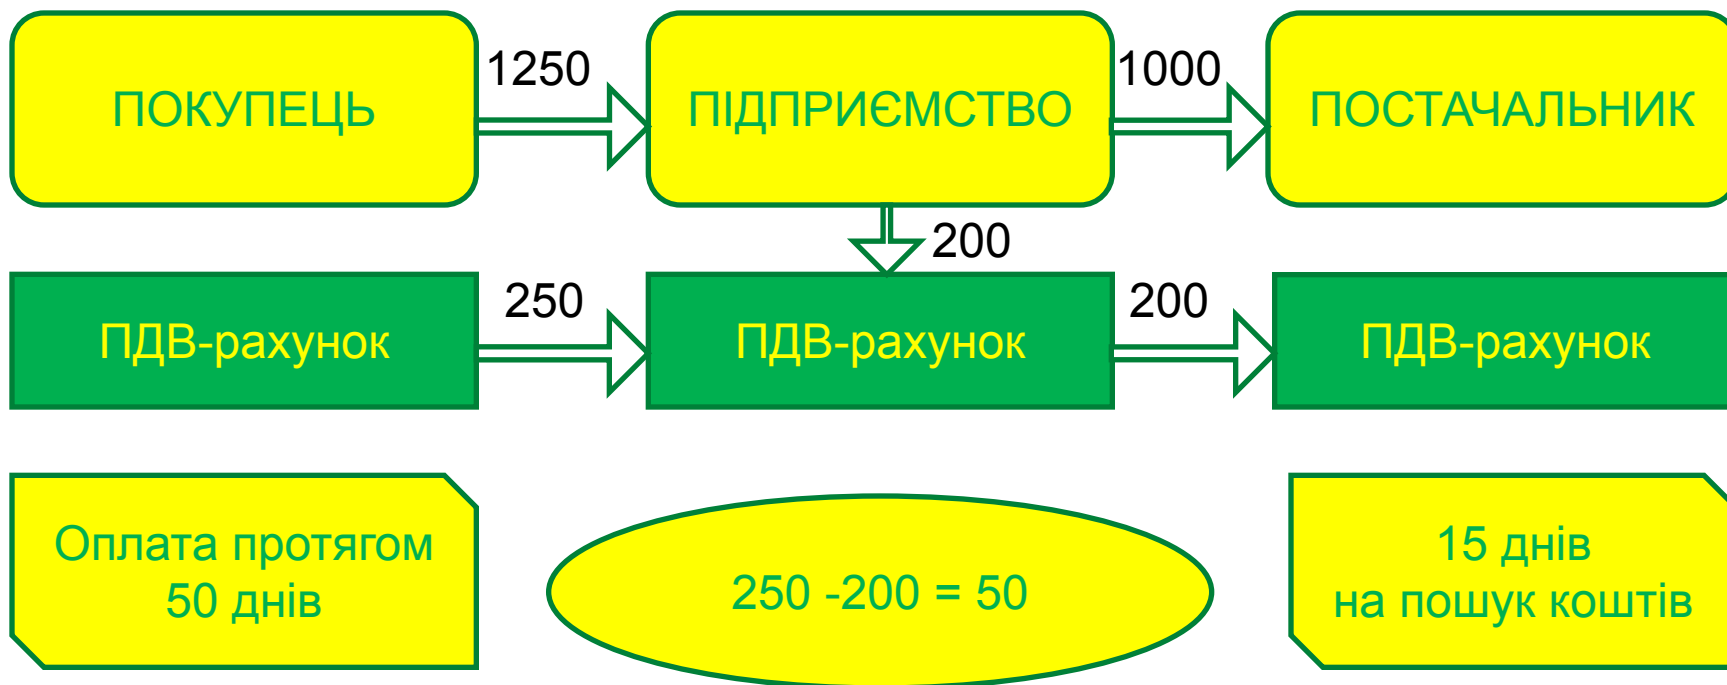 1250
1000
ПОКУПЕЦЬ
ПІДПРИЄМСТВО
ПОСТАЧАЛЬНИК
200
250
200
ПДВ-рахунок
ПДВ-рахунок
ПДВ-рахунок
Оплата протягом
50 днів
250 -200 = 50
15 днів
на пошук коштів